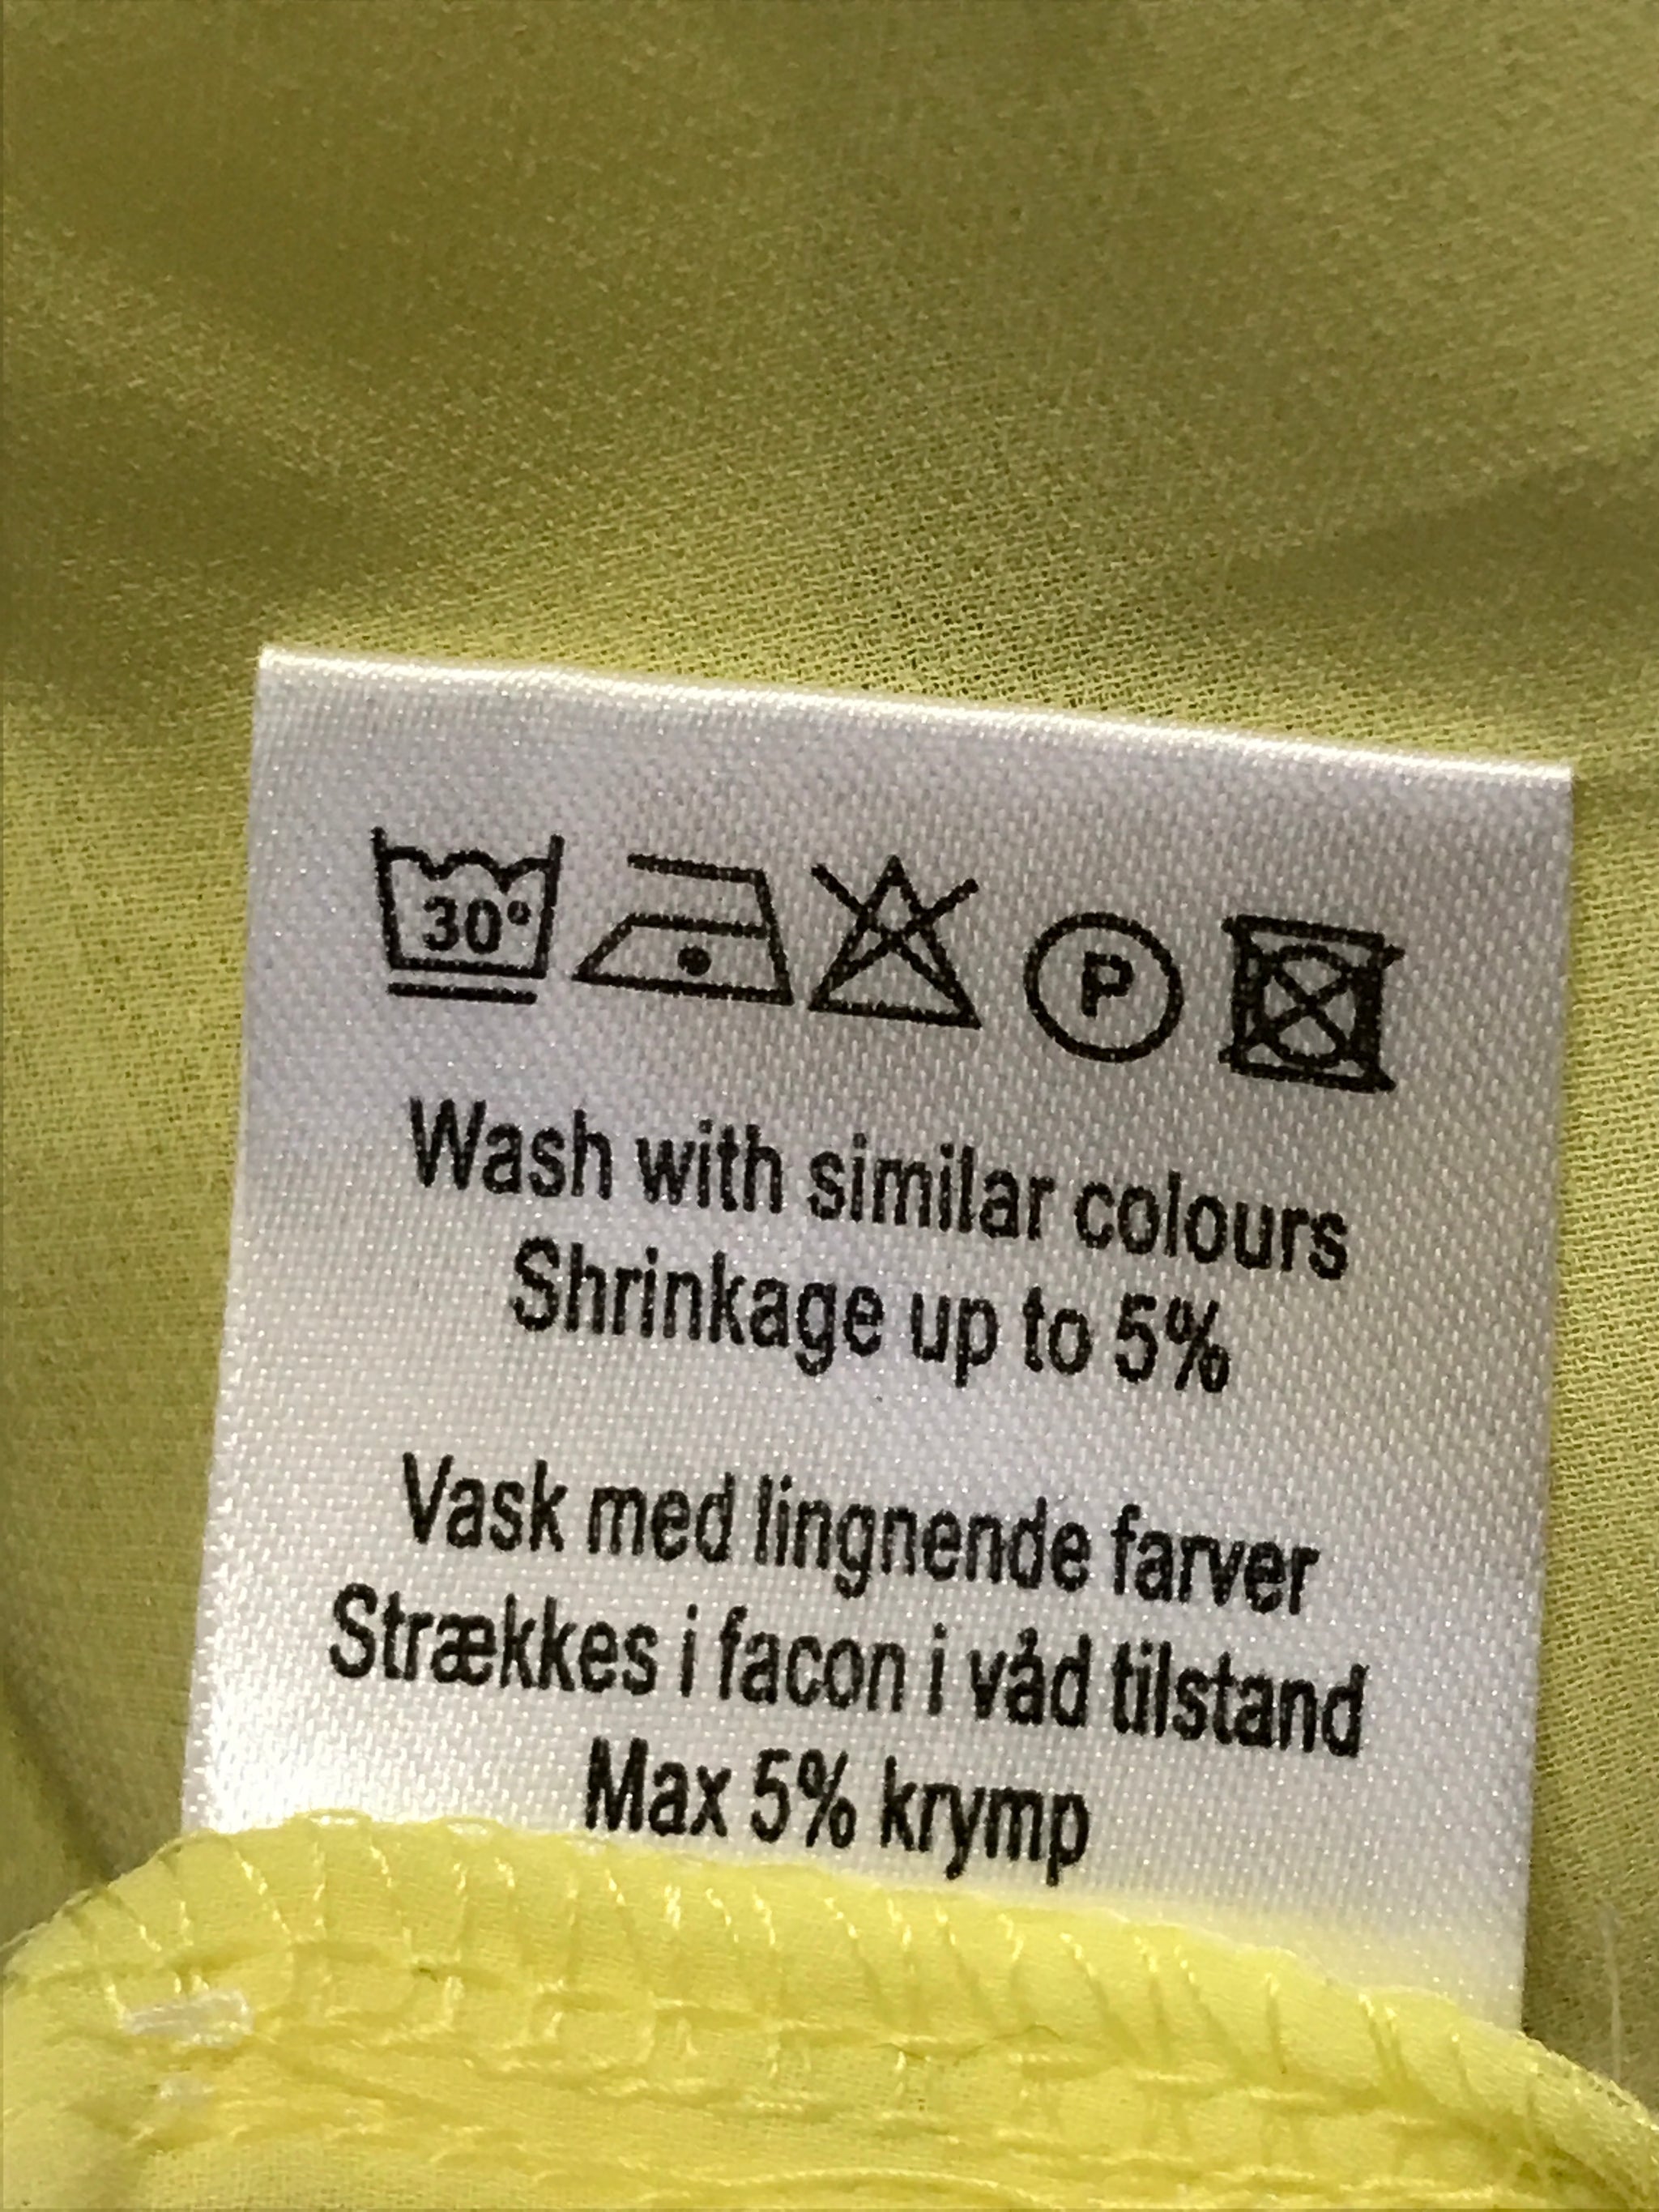 30°
P
Wash with similar colours
Shrinkage up to 5%
Vask med lingnende farver
Strækkes i facon i våd tilstand
Max 5% krymp